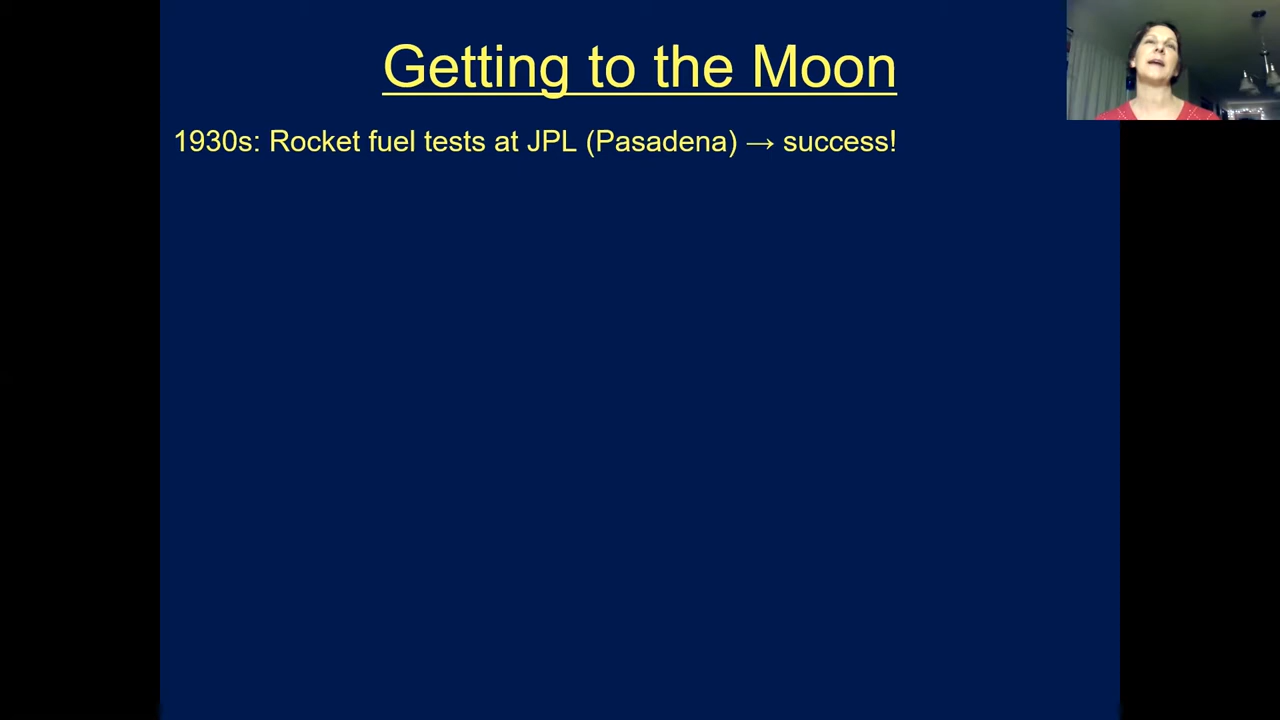 Getting to the Moon
1930s: Rocket fuel tests at JPL (Pasadena) → success!